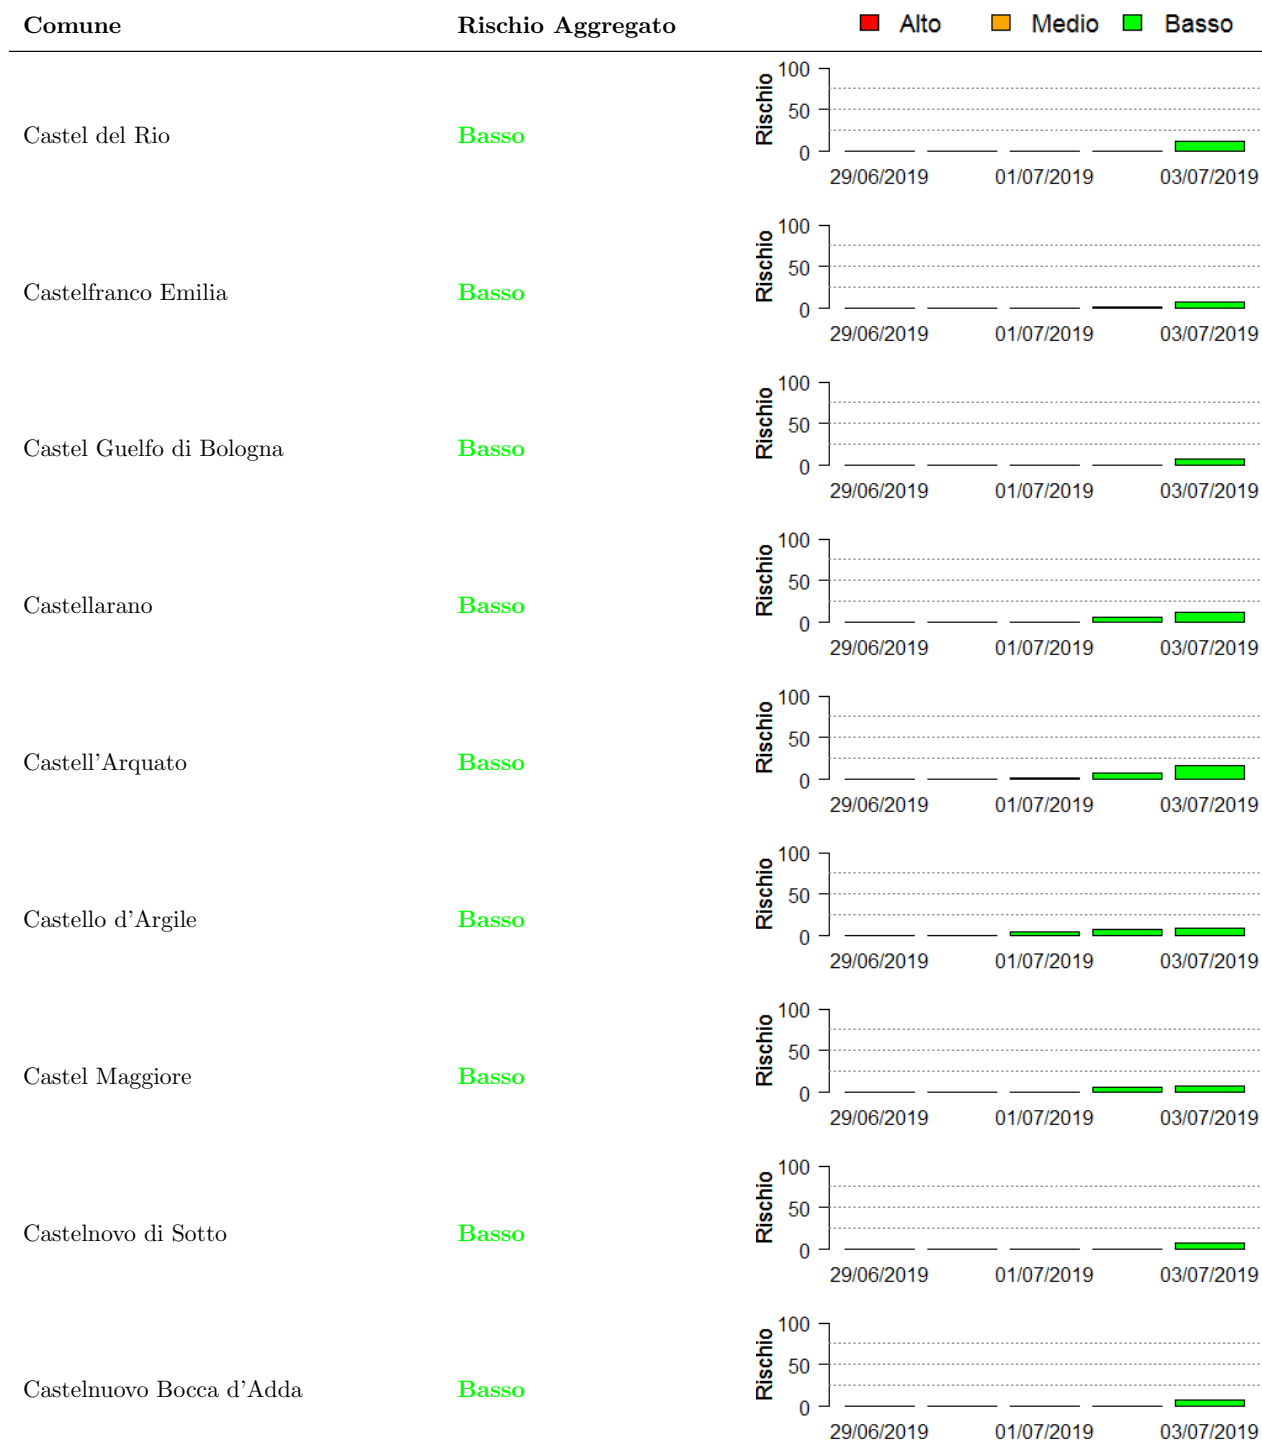 Comune Rischio Aggregato Alto Medio Basso
100
50
0
Rischio
Castel del Rio Basso
29/06/2019 01/07/2019 03/07/2019
100
50
0
Rischio
Castelfranco Emilia Basso
29/06/2019 01/07/2019 03/07/2019
100
50
0
Rischio
Castel Guelfo di Bologna Basso
29/06/2019 01/07/2019 03/07/2019
100
50
0
Rischio
Castellarano Basso
29/06/2019 01/07/2019 03/07/2019
100
50
0
Rischio
Castell'Arquato Basso
29/06/2019 01/07/2019 03/07/2019
100
50
0
Rischio
Castello d'Argile Basso
29/06/2019 01/07/2019 03/07/2019
100
50
0
Rischio
Castel Maggiore Basso
29/06/2019 01/07/2019 03/07/2019
100
50
0
Rischio
Castelnovo di Sotto Basso
29/06/2019 01/07/2019 03/07/2019
100
50
0
Rischio
Castelnuovo Bocca d'Adda Basso
29/06/2019 01/07/2019 03/07/2019